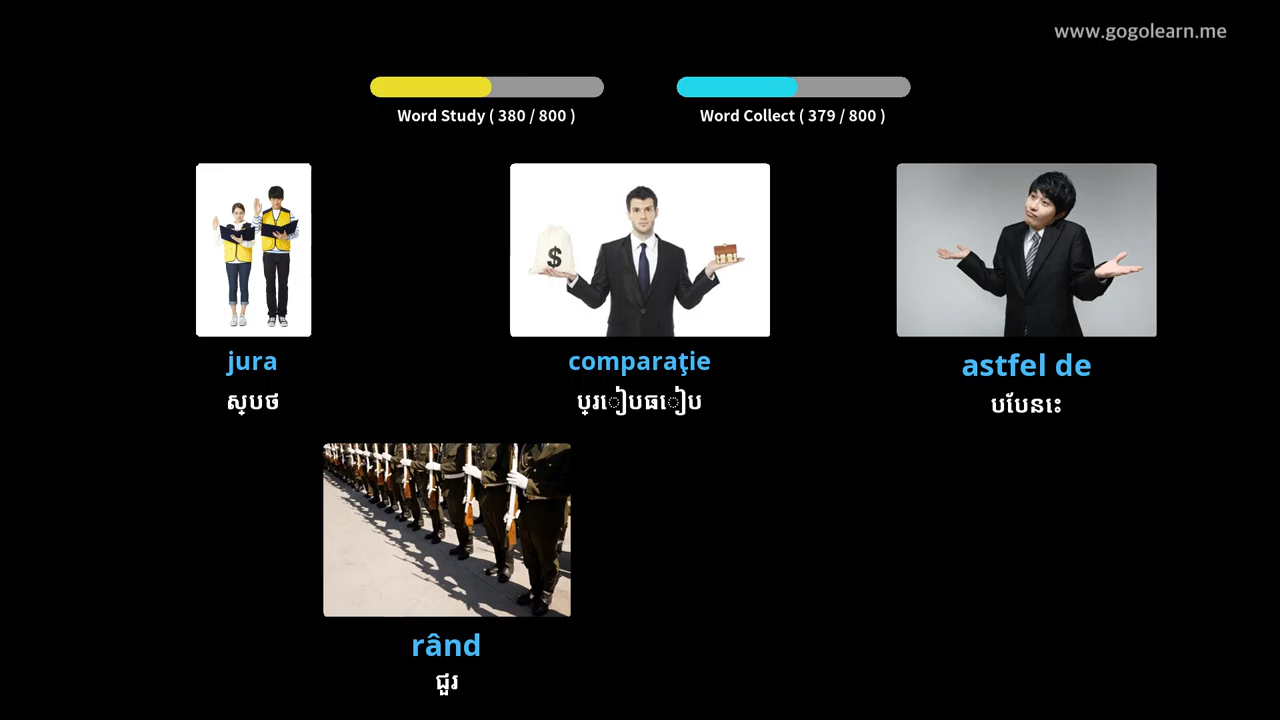 www.gogolearn.me
Word Study ( 380 / 800 )
Word Collect ( 379 / 800 )
jura
ស្បថ
comparaţie
ប្រៀបធៀប
astfel de
បបែនេះ
rând
ជួរ